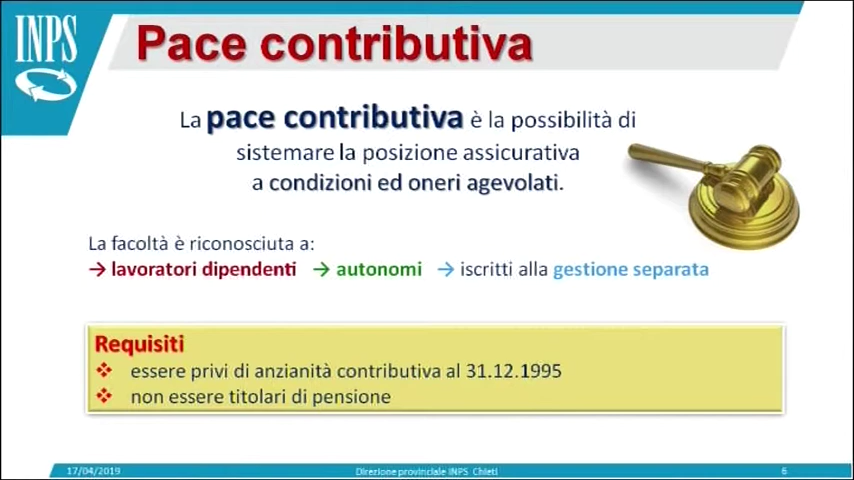 INPS
Pace contributiva
La pace contributiva è la possibilità di
sistemare la posizione assicurativa
a condizioni ed oneri agevolati.
La facoltà è riconosciuta a:
→ lavoratori dipendenti → autonomi → iscritti alla gestione separata
Requisiti
❖ essere privi di anzianità contributiva al 31.12.1995
❖ non essere titolari di pensione
17/04/2019 Direzione provinciale INPS Chieti 6